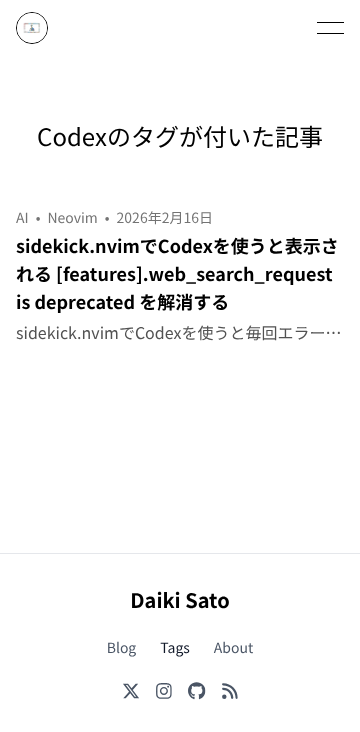 Codexのタグが付いた記事
AI • Neovim • 2026年2月16日
sidekick.nvimでCodexを使うと表示さ
れる [features].web_search_request
is deprecated を解消する
sidekick.nvimでCodexを使うと毎回エラー…
Daiki Sato
Blog Tags About